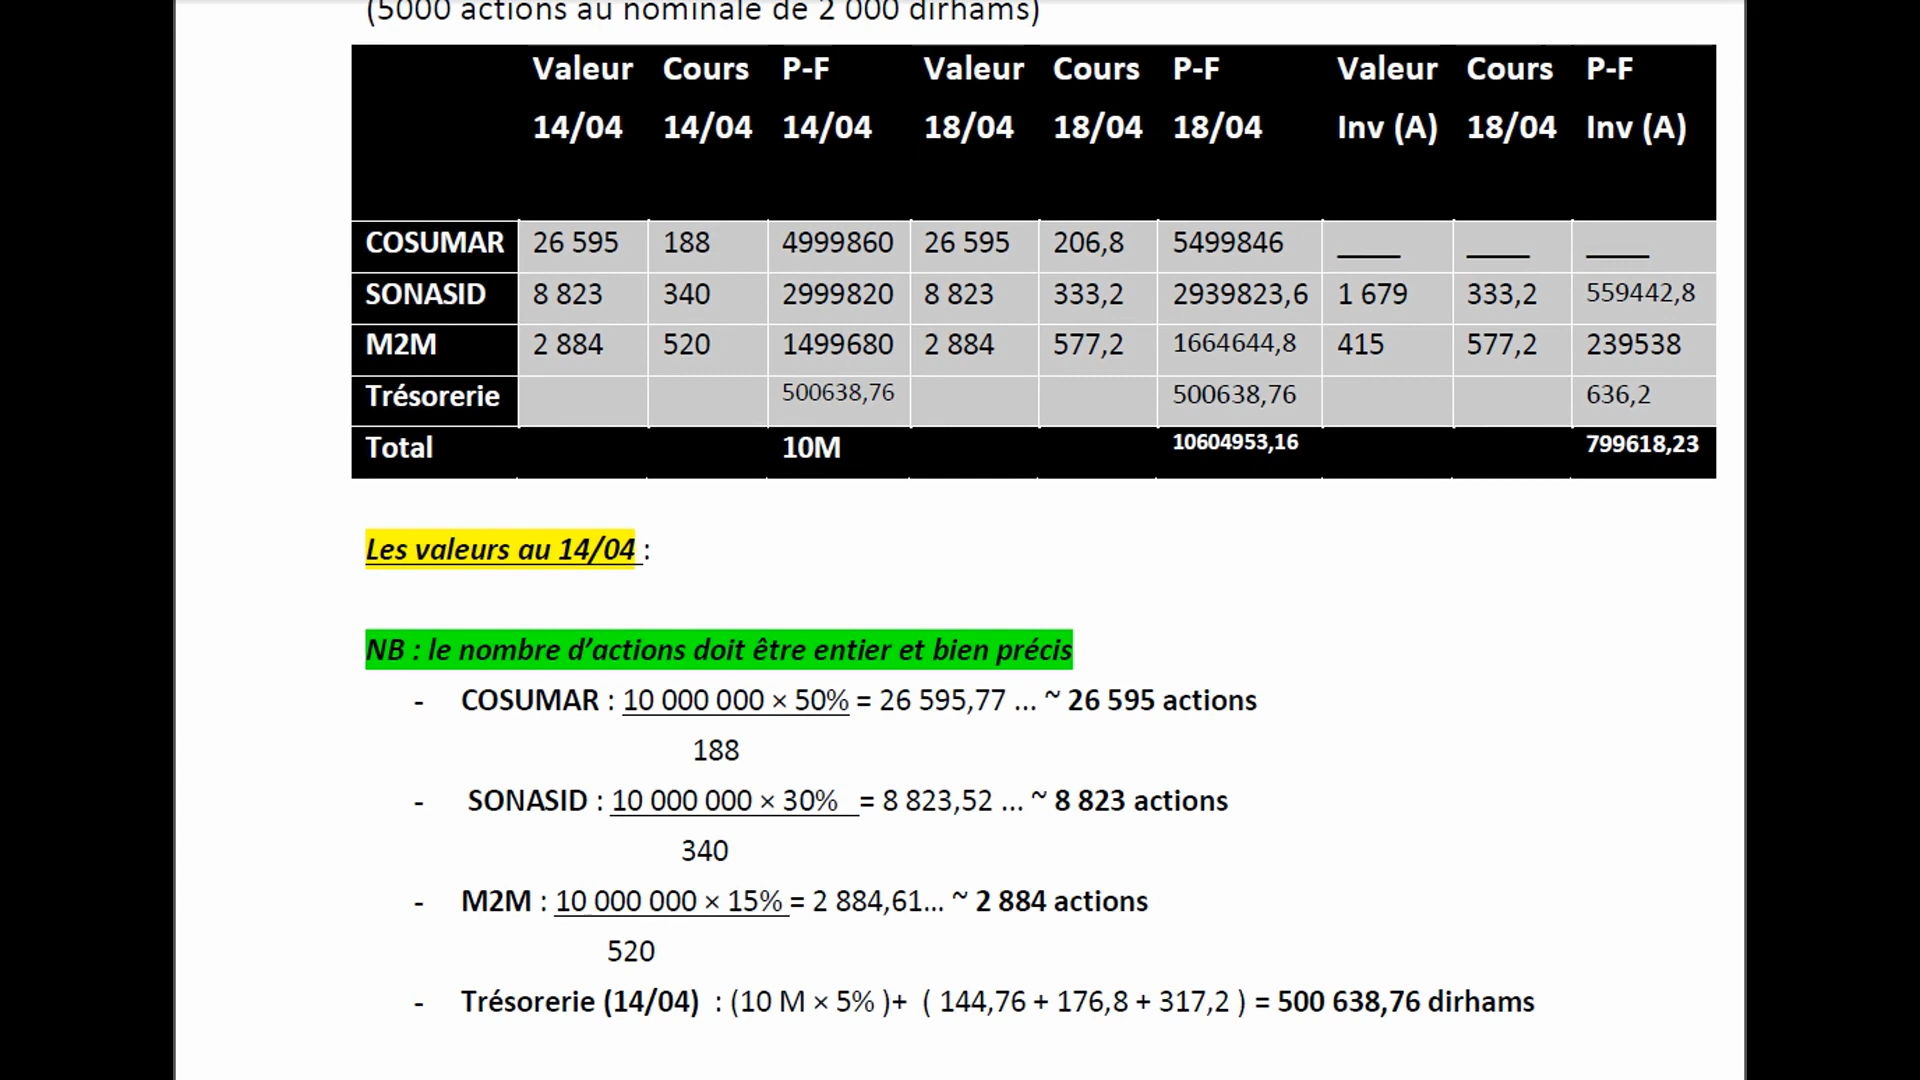 (5000 actions au nominale de 2 000 dirhams)
Valeur 14/04 Cours 14/04 P-F 14/04 Valeur 18/04 Cours 18/04 P-F 18/04 Valeur Inv (A) Cours 18/04 P-F Inv (A)
COSUMAR 26 595 188 4999860 26 595 206,8 5499846 ____ ____ ____
SONASID 8 823 340 2999820 8 823 333,2 2939823,6 1 679 333,2 559442,8
M2M 2 884 520 1499680 2 884 577,2 1664644,8 415 577,2 239538
Trésorerie 500638,76 500638,76 636,2
Total 10M 10604953,16 799618,23
Les valeurs au 14/04 :
NB : le nombre d’actions doit être entier et bien précis
- COSUMAR : 10 000 000 × 50% = 26 595,77 ... ~ 26 595 actions
188
- SONASID : 10 000 000 × 30% = 8 823,52 ... ~ 8 823 actions
340
- M2M : 10 000 000 × 15% = 2 884,61... ~ 2 884 actions
520
- Trésorerie (14/04) : (10 M × 5% )+ ( 144,76 + 176,8 + 317,2 ) = 500 638,76 dirhams